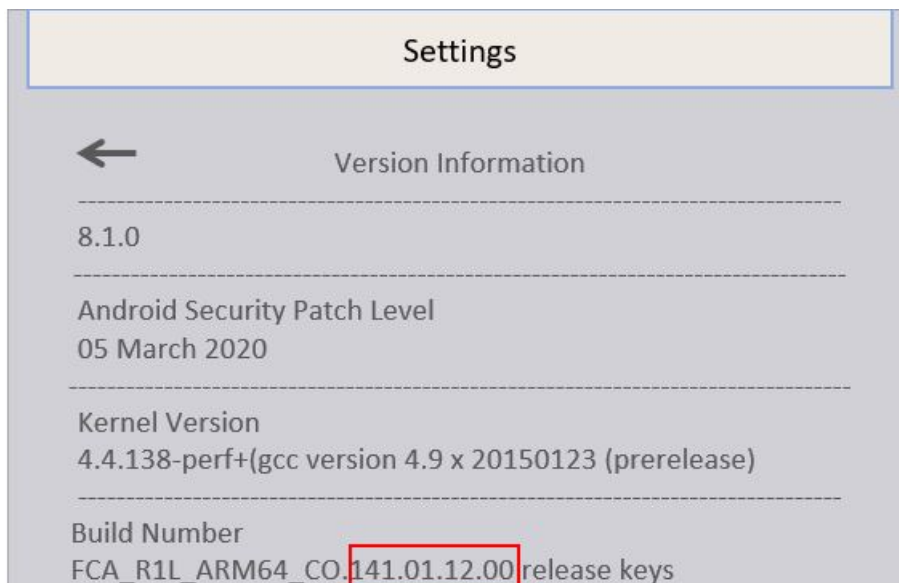 Settings
Version Information
8.1.0
Android Security Patch Level
05 March 2020
Kernel Version
4.4.138-perf+(gcc version 4.9 x 20150123 (prerelease)
Build Number
FCA_R1L_ARM64_CO.141.01.12.00 release keys